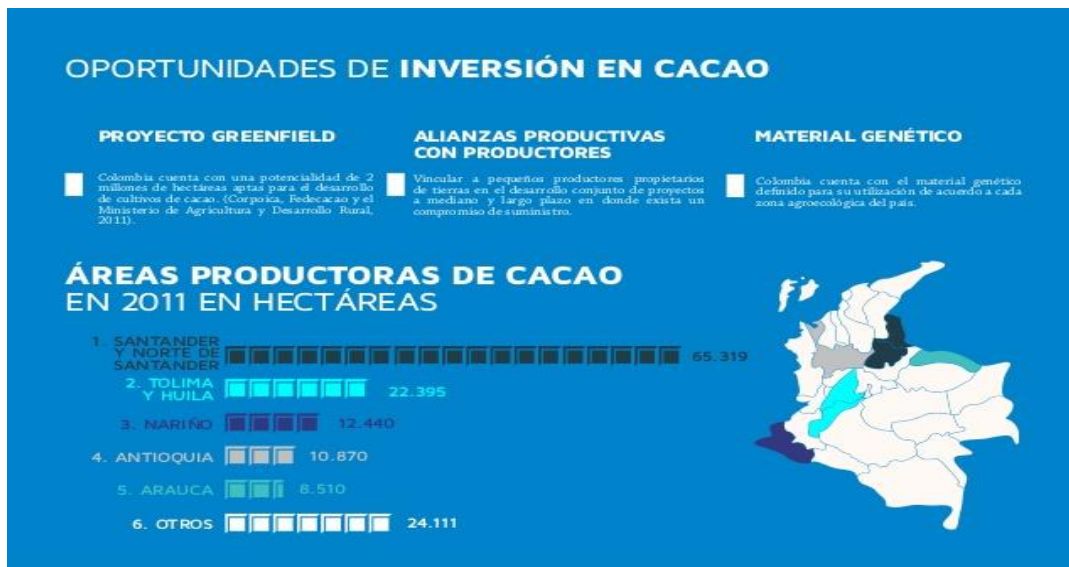 OPORTUNIDADES DE INVERSIÓN EN CACAO
PROYECTO GREENFIELD
Colombia cuenta con una potencialidad de 2
millones de hectáreas aptas para el desarrollo
de cultivos de cacao. (Corpoica, Fedecacao y el
Ministerio de Agricultura y Desarrollo Rural,
2011).
ALIANZAS PRODUCTIVAS
CON PRODUCTORES
Vincular a pequeños productores propietarios
de tierras en el desarrollo conjunto de proyectos
a mediano y largo plazo en donde exista un
compromiso de suministro.
MATERIAL GENÉTICO
Colombia cuenta con el material genético
definido para su utilización de acuerdo a cada
zona agroecológica del país.
ÁREAS PRODUCTORAS DE CACAO
EN 2011 EN HECTÁREAS
1. SANTANDER
Y NORTE DE
SANTANDER
65.319
2. TOLIMA
Y HUILA
22.395
3. NARIÑO
12.440
4. ANTIOQUIA
10.870
5. ARAUCA
8.510
6. OTROS
24.111